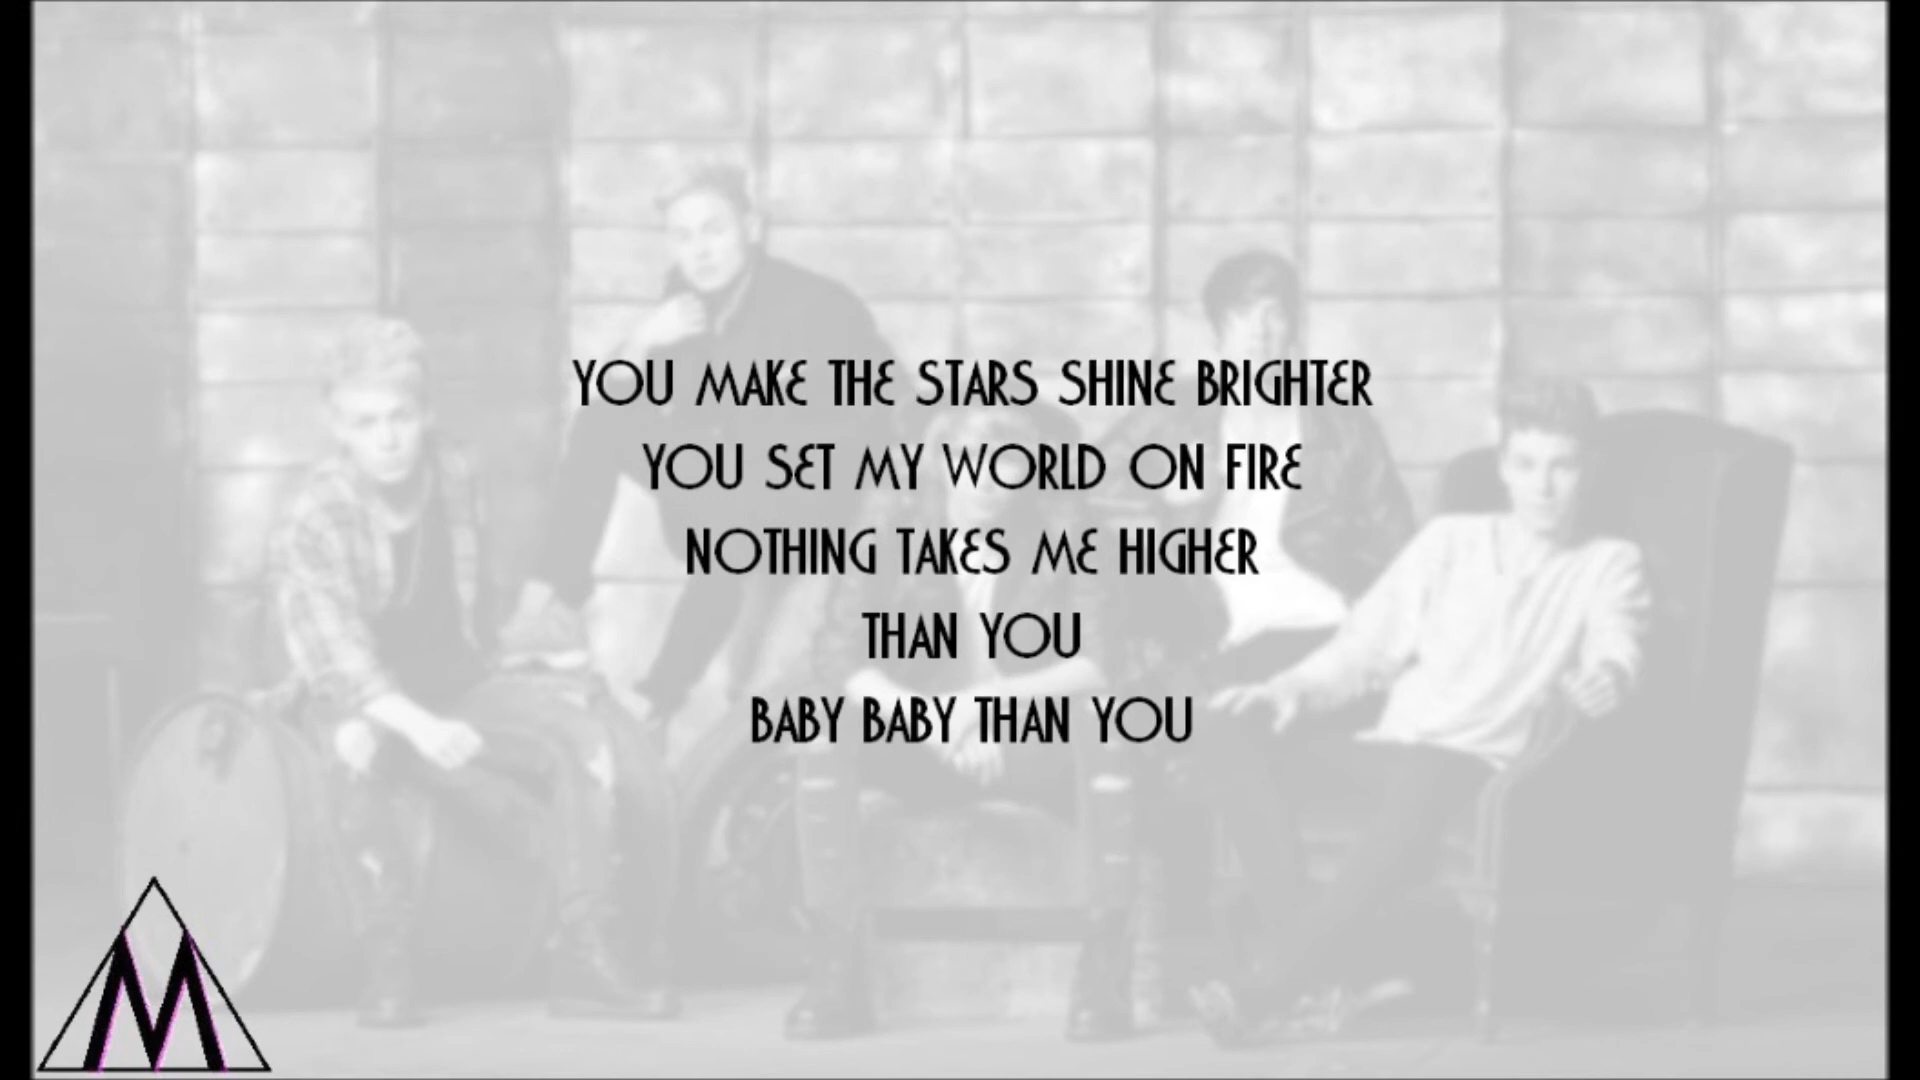 YOU MAKE THE STARS SHINE BRIGHTER
YOU SET MY WORLD ON FIRE
NOTHING TAKES ME HIGHER
THAN YOU
BABY BABY THAN YOU
M